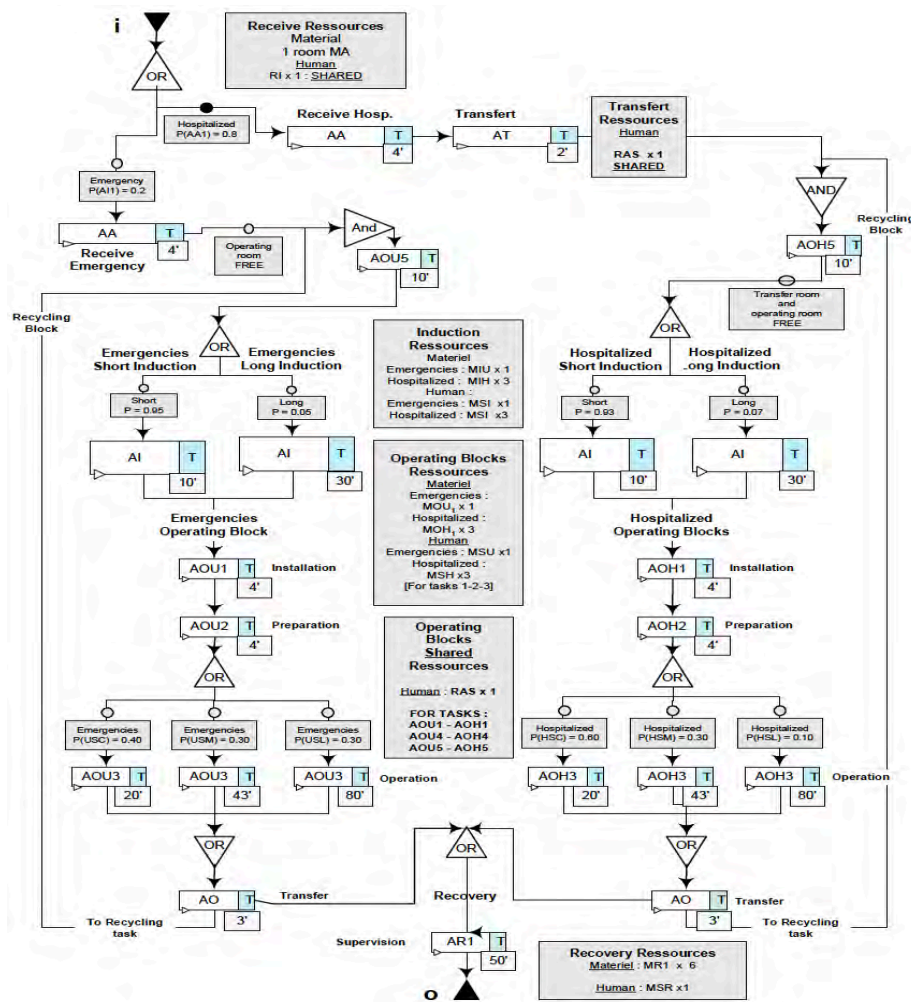 i
OR
Receive Ressources
Material
1 room MA
Human
RI x 1 : SHARED
Hospitalized
P(AA1) = 0.8
Receive Hosp.
AA
T
4'
Transfert
AT
T
2'
Transfert
Ressources
Human
RAS x 1
SHARED
Emergency
P(AI1) = 0.2
AA
T
4'
Receive
Emergency
Operating
room
FREE
And
AOU5
T
10'
AND
Recycling
Block
AOH5
T
10'
Transfer room
and
operating room
FREE
Recycling
Block
OR
Emergencies
Short Induction
Emergencies
Long Induction
Short
P = 0.95
Long
P = 0.05
AI
T
10'
AI
T
30'
Induction
Ressources
Materiel
Emergencies : MIU x 1
Hospitalized : MIH x 3
Human :
Emergencies : MSI x1
Hospitalized : MSI x3
OR
Hospitalized
Short Induction
Hospitalized
Long Induction
Short
P = 0.93
Long
P = 0.07
AI
T
10'
AI
T
30'
Emergencies
Operating Block
AOU1
T
4'
Installation
AOU2
T
4'
Preparation
OR
Operating Blocks
Ressources
Materiel
Emergencies :
MOU1 x 1
Hospitalized :
MOH1 x 3
Human
Emergencies : MSU x1
Hospitalized :
MSH x3
[For tasks 1-2-3]
Hospitalized
Operating Blocks
AOH1
T
4'
Installation
AOH2
T
4'
Preparation
OR
Operating
Blocks
Shared
Ressources
Human : RAS x 1
FOR TASKS :
AOU1 - AOH1
AOU4 - AOH4
AOU5 - AOH5
Emergencies
P(USC) = 0.40
Emergencies
P(USM) = 0.30
Emergencies
P(USL) = 0.30
AOU3
T
20'
AOU3
T
43'
AOU3
T
80'
Operation
Hospitalized
P(HSC) = 0.60
Hospitalized
P(HSM) = 0.30
Hospitalized
P(HSL) = 0.10
AOH3
T
20'
AOH3
T
43'
AOH3
T
80'
Operation
OR
OR
OR
AO
T
3'
Transfer
To Recycling
task
Recovery
AO
T
3'
Transfer
To Recycling
task
Supervision
AR1
T
50'
O
Recovery Ressources
Materiel : MR1 x 6
Human : MSR x1